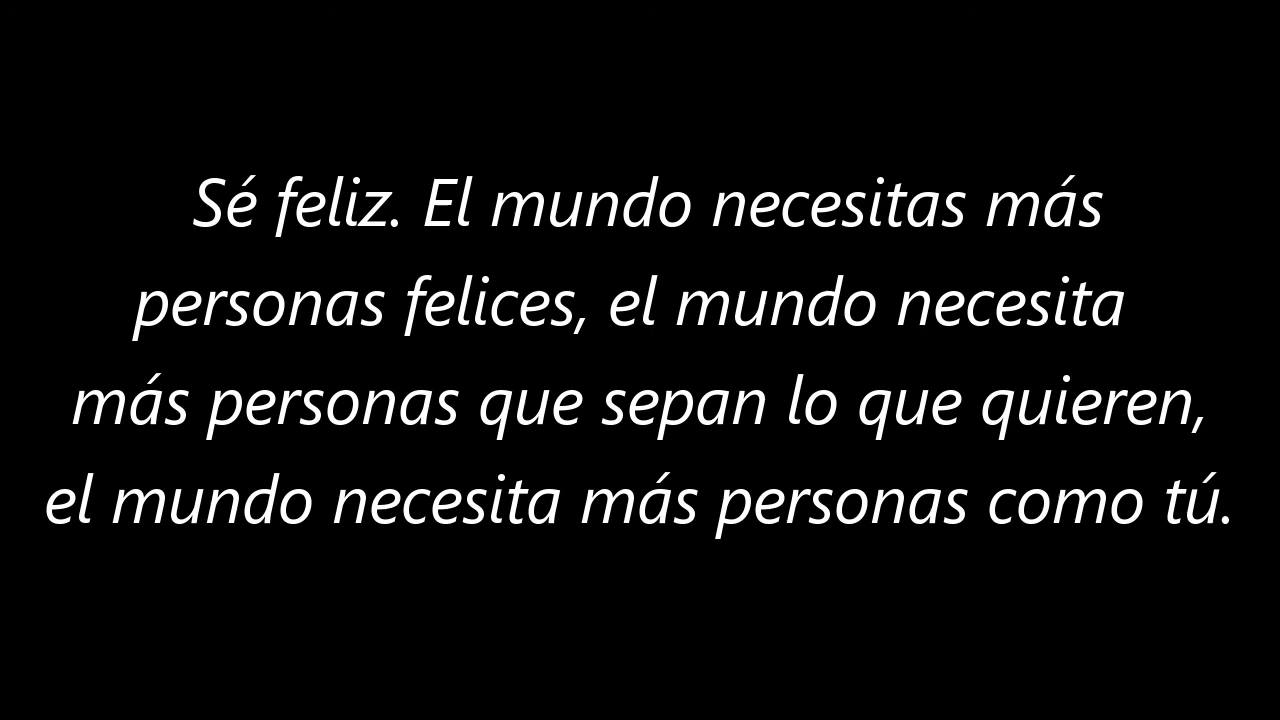 Sé feliz. El mundo necesitas más
personas felices, el mundo necesita
más personas que sepan lo que quieren,
el mundo necesita más personas como tú.